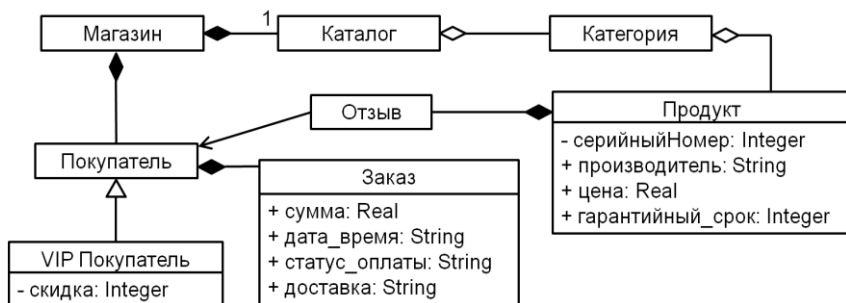 Магазин
1
Каталог
Категория
Отзыв
Продукт
- серийныйНомер: Integer
+ производитель: String
+ цена: Real
+ гарантийный_срок: Integer
Покупатель
Заказ
+ сумма: Real
+ дата_время: String
+ статус_оплаты: String
+ доставка: String
VIP Покупатель
- скидка: Integer